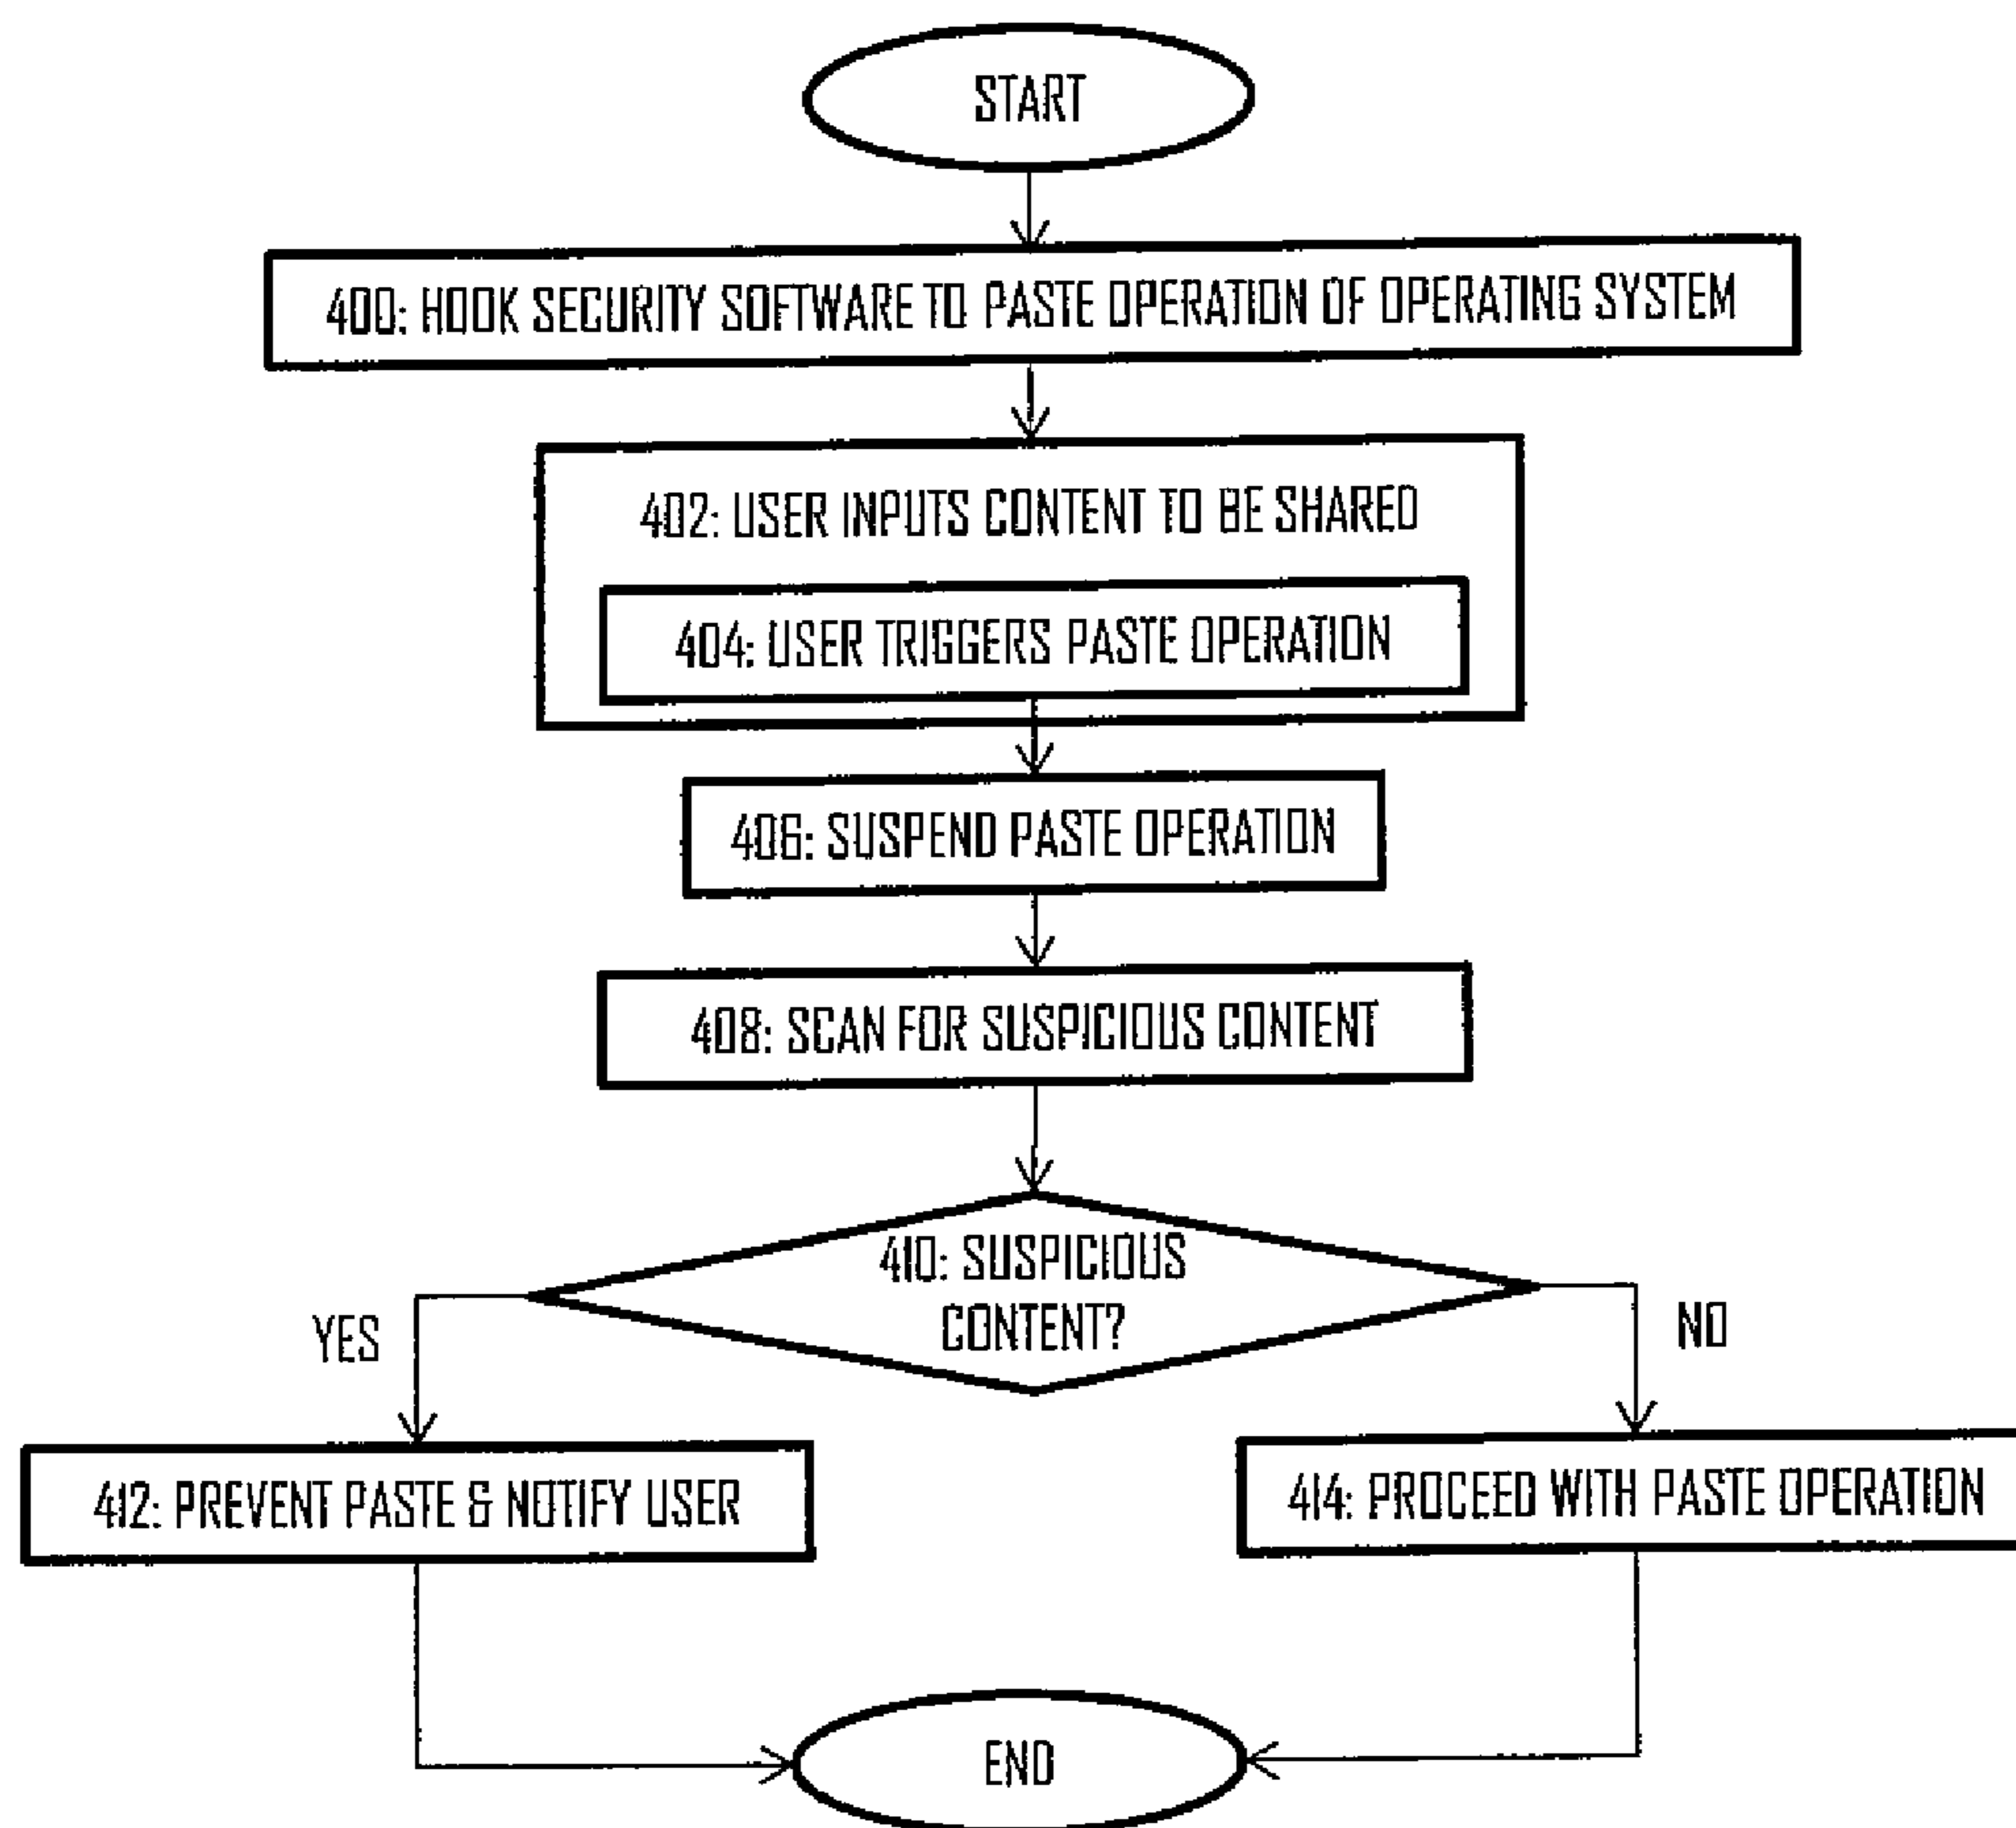 START
400: HOOK SECURITY SOFTWARE TO PASTE OPERATION OF OPERATING SYSTEM
402: USER INPUTS CONTENT TO BE SHARED
404: USER TRIGGERS PASTE OPERATION
406: SUSPEND PASTE OPERATION
408: SCAN FOR SUSPICIOUS CONTENT
410: SUSPICIOUS
CONTENT?
YES
NO
412: PREVENT PASTE & NOTIFY USER
414: PROCEED WITH PASTE OPERATION
END